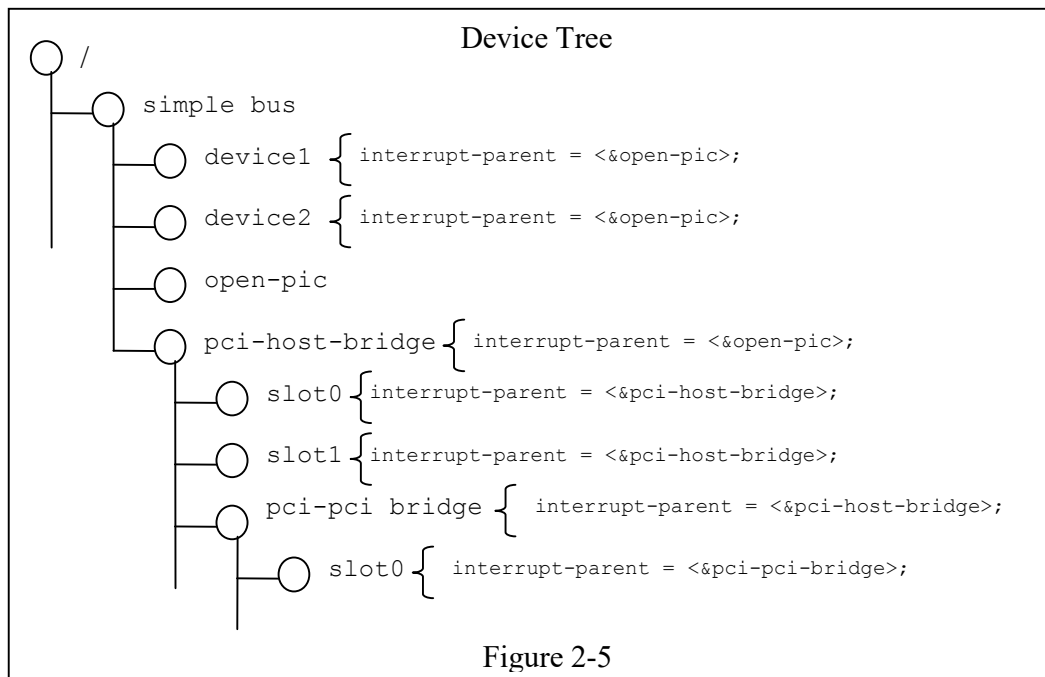 Device Tree
/
simple bus
device1 { interrupt-parent = <&open-pic>;
device2 { interrupt-parent = <&open-pic>;
open-pic
pci-host-bridge { interrupt-parent = <&open-pic>;
slot0 { interrupt-parent = <&pci-host-bridge>;
slot1 { interrupt-parent = <&pci-host-bridge>;
pci-pci bridge { interrupt-parent = <&pci-host-bridge>;
slot0 { interrupt-parent = <&pci-pci-bridge>;
Figure 2-5